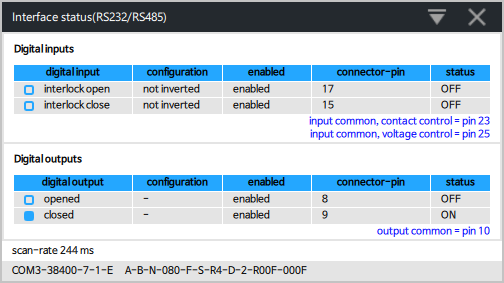 Interface status(RS232/RS485)
Digital inputs
digital input configuration enabled connector-pin status
interlock open not inverted enabled 17 OFF
interlock close not inverted enabled 15 OFF
input common, contact control = pin 23
input common, voltage control = pin 25
Digital outputs
digital output configuration enabled connector-pin status
opened - enabled 8 OFF
closed - enabled 9 ON
output common = pin 10
scan-rate 244 ms
COM3-38400-7-1-E A-B-N-080-F-S-R4-D-2-R00F-000F